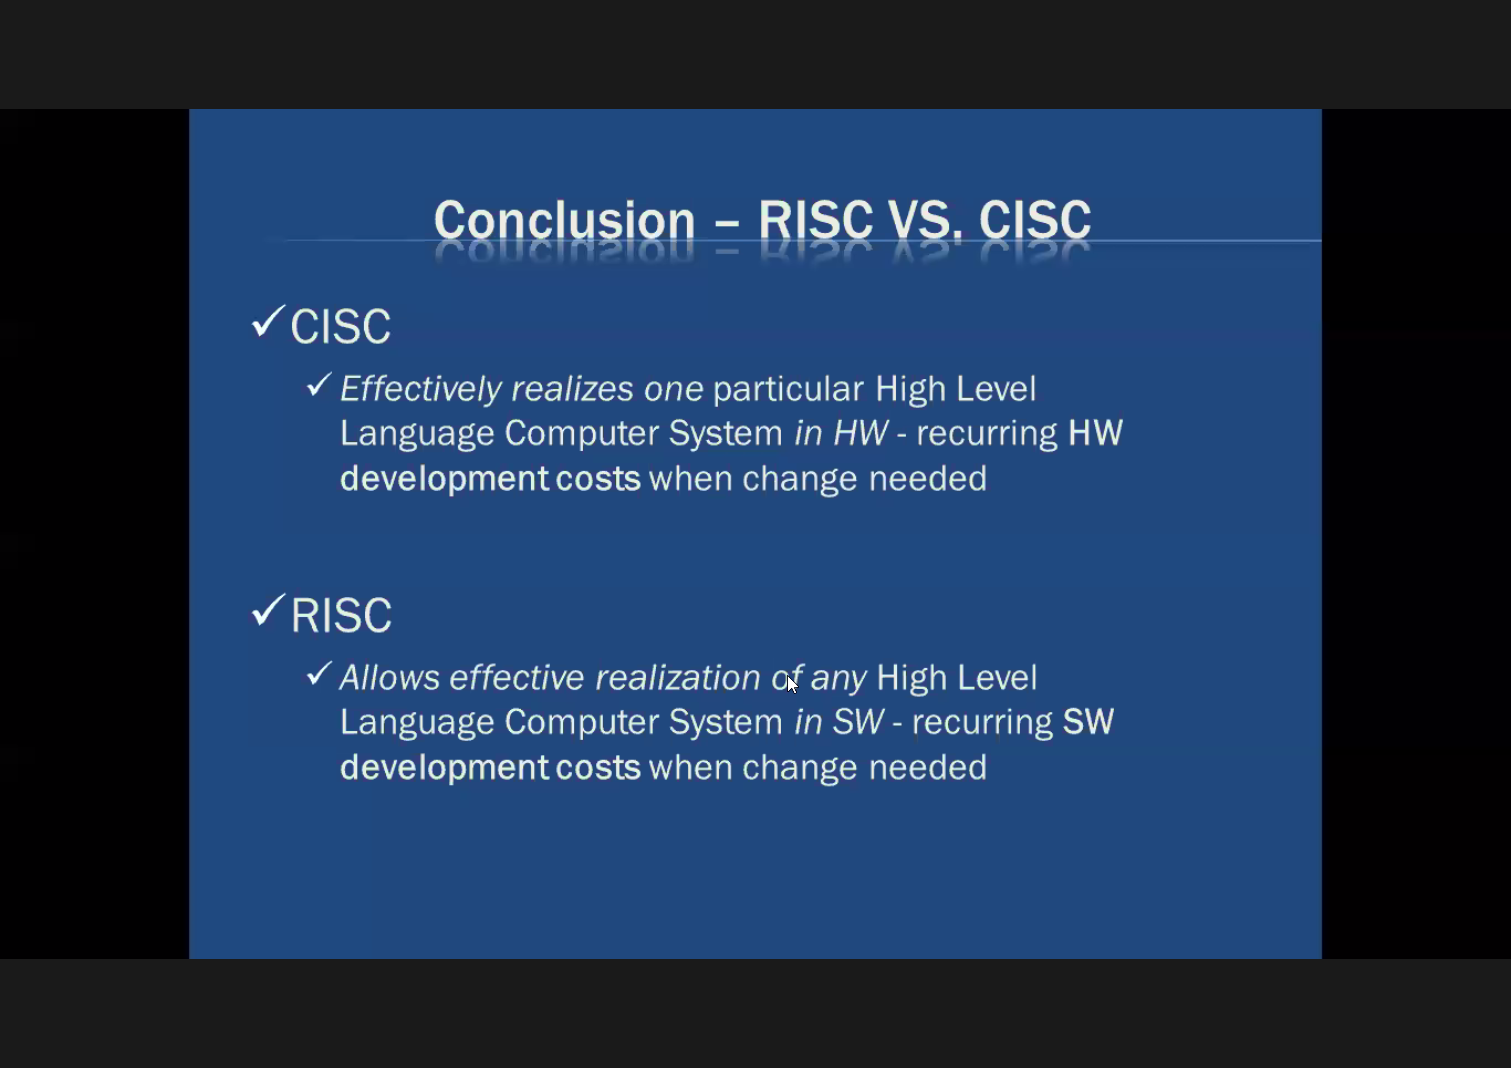 Conclusion – RISC VS. CISC
✓CISC
✓ Effectively realizes one particular High Level
Language Computer System in HW - recurring HW
development costs when change needed
✓RISC
✓ Allows effective realization of any High Level
Language Computer System in SW - recurring SW
development costs when change needed